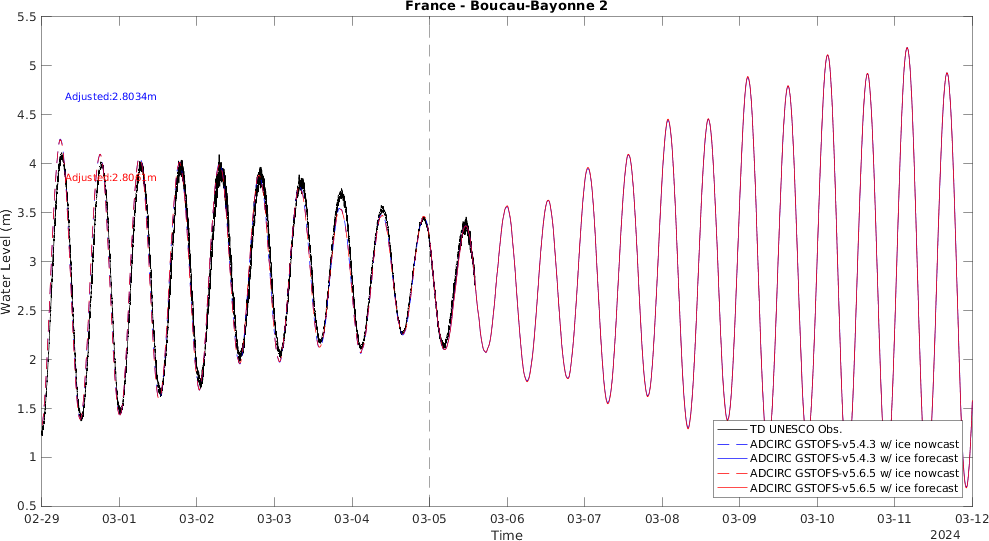 France - Boucau-Bayonne 2
5.5
5
4.5
4
3.5
3
2.5
2
1.5
1
0.5
Water Level (m)
Adjusted:2.8034m
TD UNESCO Obs.
ADCIRC GSTOFS-v5.4.3 w/ ice nowcast
ADCIRC GSTOFS-v5.4.3 w/ ice forecast
ADCIRC GSTOFS-v5.6.5 w/ ice nowcast
ADCIRC GSTOFS-v5.6.5 w/ ice forecast
02-29 03-01 03-02 03-03 03-04 03-05 03-06 03-07 03-08 03-09 03-10 03-11 03-12
Time
2024